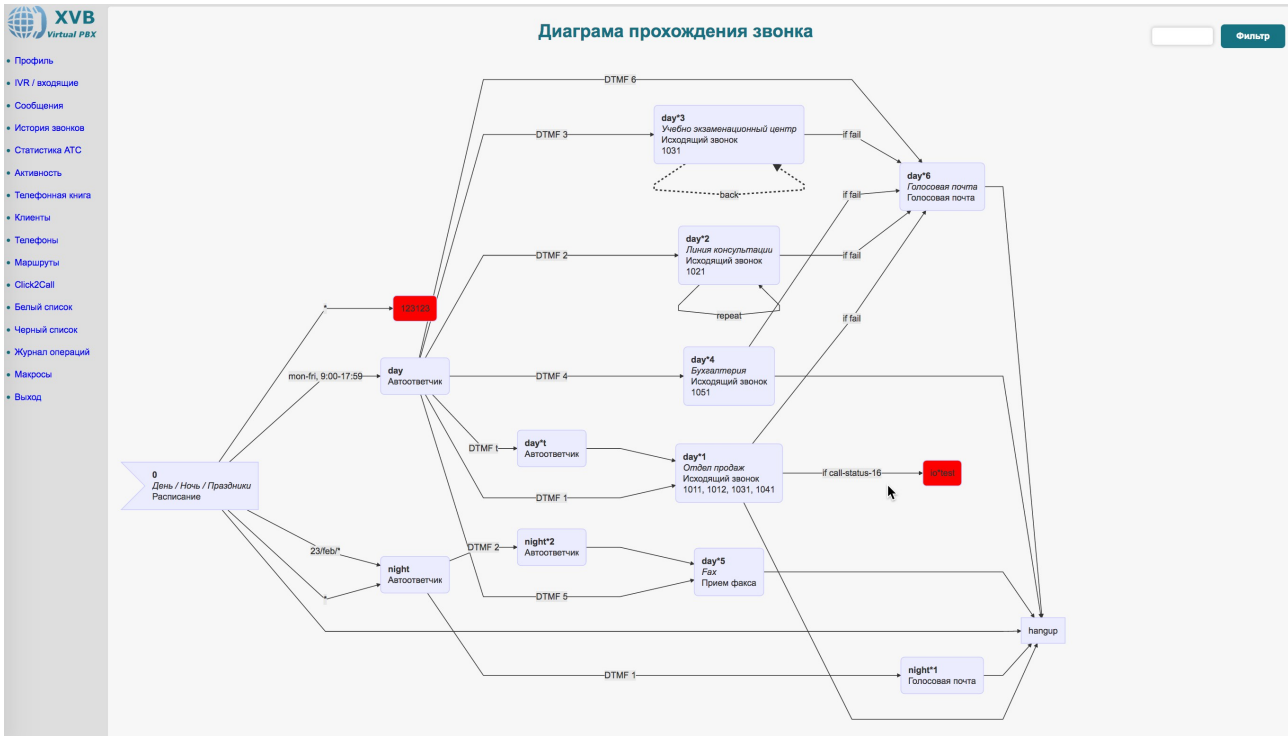 XVB
Virtual PBX
Диаграма прохождения звонка
Фильтр
Профиль
IVR / входящие
Сообщения
История звонков
Статистика АТС
Активность
Телефонная книга
Клиенты
Телефоны
Маршруты
Click2Call
Белый список
Черный список
Журнал операций
Макросы
Выход
DTMF 6
day*3
Учебно экзаменационный центр
Исходящий звонок
1031
DTMF 3
if fail
back
day*6
Голосовая почта
Голосовая почта
if fail
day*2
Линия консультации
Исходящий звонок
1021
DTMF 2
if fail
repeat
if fail
*
123123
mon-fri, 9:00-17:59
day
Автоответчик
DTMF 4
day*4
Бухгалтерия
Исходящий звонок
1051
DTMF t
day*t
Автоответчик
DTMF 1
day*1
Отдел продаж
Исходящий звонок
1011, 1012, 1031, 1041
if call-status-16
0
День / Ночь / Праздники
Расписание
23/feb/*
*
night
Автоответчик
DTMF 2
night*2
Автоответчик
DTMF 5
day*5
Fax
Прием факса
hangup
DTMF 1
night*1
Голосовая почта